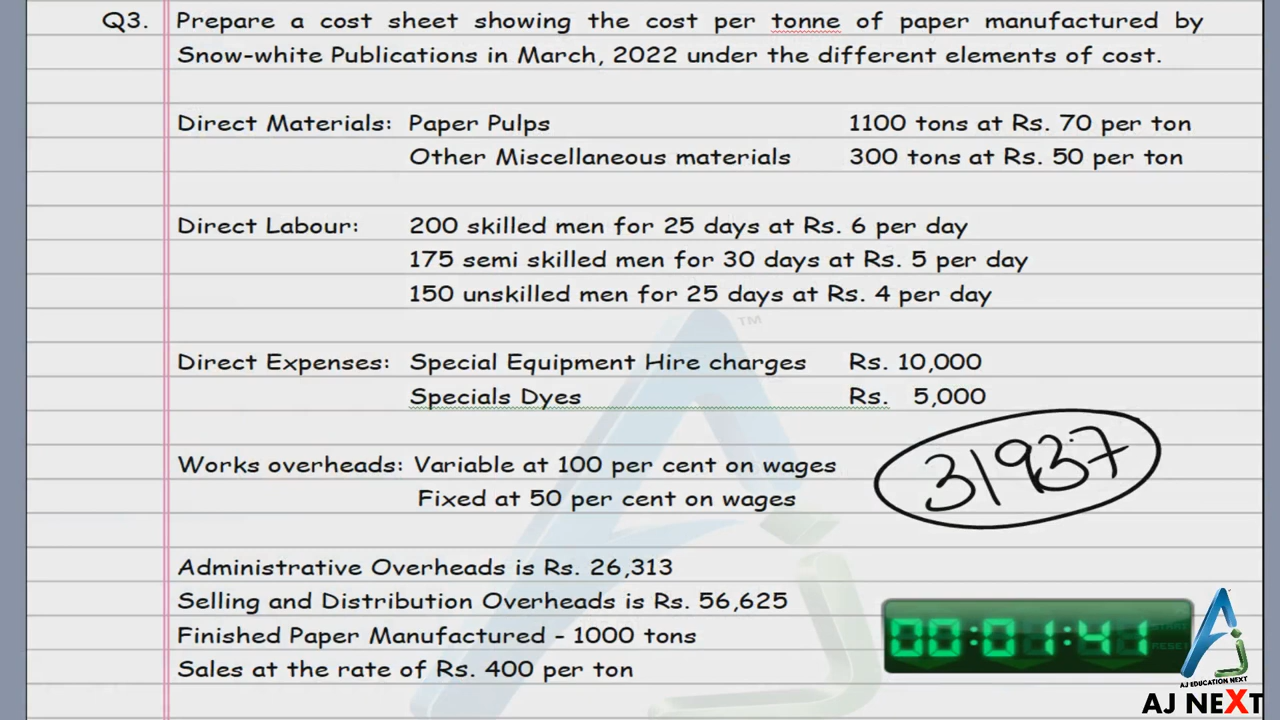 Q3. Prepare a cost sheet showing the cost per tonne of paper manufactured by
Snow-white Publications in March, 2022 under the different elements of cost.
Direct Materials: Paper Pulps 1100 tons at Rs. 70 per ton
Other Miscellaneous materials 300 tons at Rs. 50 per ton
Direct Labour: 200 skilled men for 25 days at Rs. 6 per day
175 semi skilled men for 30 days at Rs. 5 per day
150 unskilled men for 25 days at Rs. 4 per day
TM
Direct Expenses: Special Equipment Hire charges Rs. 10,000
Specials Dyes Rs. 5,000
31937
Works overheads: Variable at 100 per cent on wages
Fixed at 50 per cent on wages
Administrative Overheads is Rs. 26,313
Selling and Distribution Overheads is Rs. 56,625
Finished Paper Manufactured - 1000 tons
Sales at the rate of Rs. 400 per ton
00:01:41
RESET
AJ EDUCATION NEXT
AJ NEXT